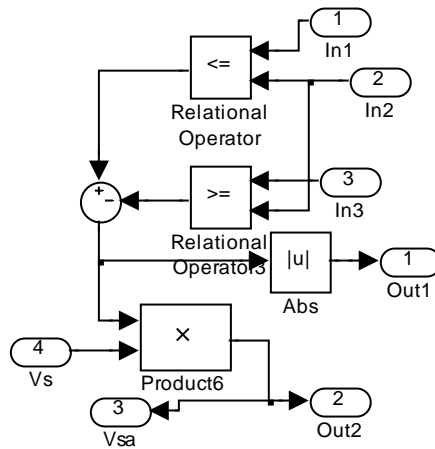 1
In1
<=
2
In2
Relational
Operator
+
-
>=
3
In3
Relational
Operator3
|u|
Abs
1
Out1
×
Product6
4
Vs
3
Vsa
2
Out2